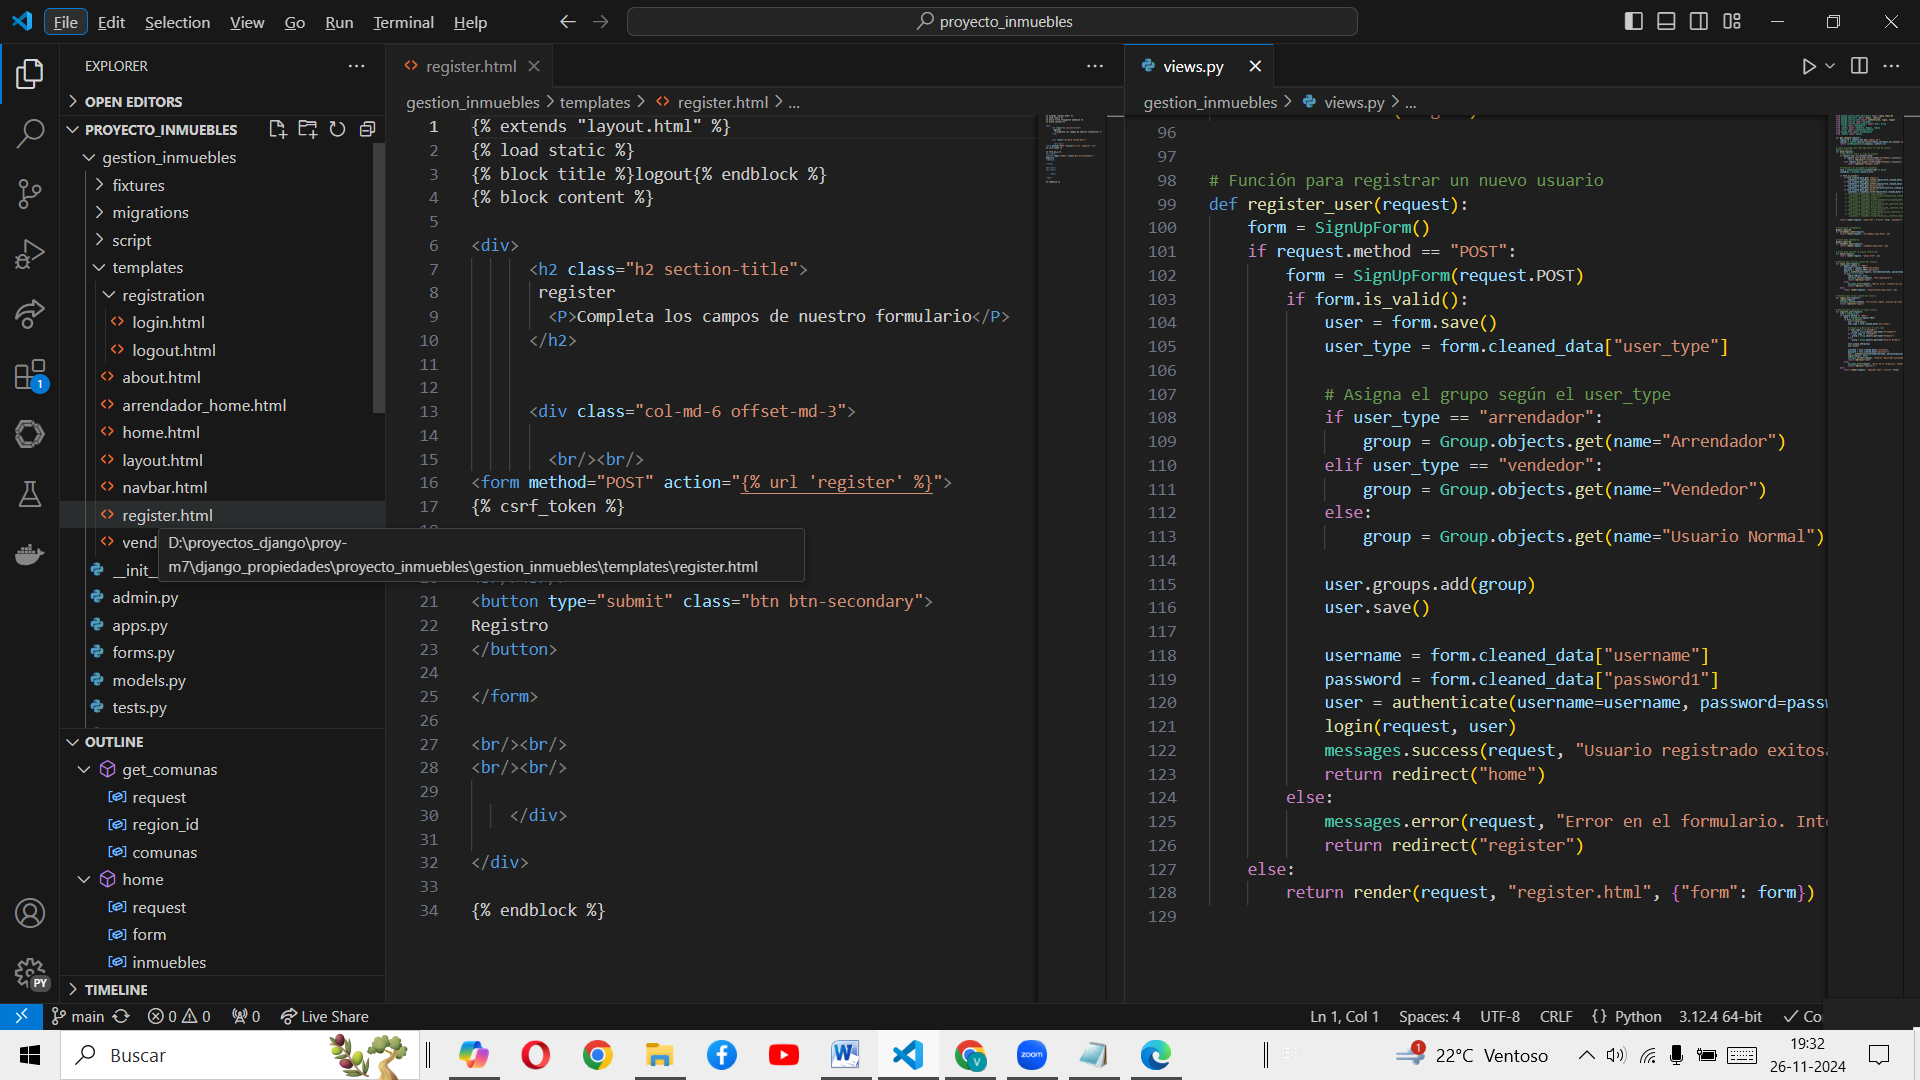 File Edit Selection View Go Run Terminal Help
proyecto_inmuebles
EXPLORER
OPEN EDITORS
PROYECTO_INMUEBLES
gestion_inmuebles
fixtures
migrations
script
templates
registration
login.html
logout.html
about.html
arrendador_home.html
home.html
layout.html
navbar.html
register.html
vend
__init__
admin.py
apps.py
forms.py
models.py
tests.py
OUTLINE
get_comunas
request
region_id
comunas
home
request
form
inmuebles
TIMELINE
1
PY
register.html
gestion_inmuebles > templates > register.html > ...
1 {% extends "layout.html" %}
2 {% load static %}
3 {% block title %}logout{% endblock %}
4 {% block content %}
5
6 <div>
7 <h2 class="h2 section-title">
8 register
9 <P>Completa los campos de nuestro formulario</P>
10 </h2>
11
12
13 <div class="col-md-6 offset-md-3">
14
15 <br/><br/>
16 <form method="POST" action="{% url 'register' %}">
17 {% csrf_token %}
D:\proyectos_django\proy-
m7\django_propiedades\proyecto_inmuebles\gestion_inmuebles\templates\register.html
21 <button type="submit" class="btn btn-secondary">
22 Registro
23 </button>
24
25 </form>
26
27 <br/><br/>
28 <br/><br/>
29
30 </div>
31
32 </div>
33
34 {% endblock %}
views.py
gestion_inmuebles > views.py > ...
96
97
98 # Función para registrar un nuevo usuario
99 def register_user(request):
100 form = SignUpForm()
101 if request.method == "POST":
102 form = SignUpForm(request.POST)
103 if form.is_valid():
104 user = form.save()
105 user_type = form.cleaned_data["user_type"]
106
107 # Asigna el grupo según el user_type
108 if user_type == "arrendador":
109 group = Group.objects.get(name="Arrendador")
110 elif user_type == "vendedor":
111 group = Group.objects.get(name="Vendedor")
112 else:
113 group = Group.objects.get(name="Usuario Normal")
114
115 user.groups.add(group)
116 user.save()
117
118 username = form.cleaned_data["username"]
119 password = form.cleaned_data["password1"]
120 user = authenticate(username=username, password=passw
121 login(request, user)
122 messages.success(request, "Usuario registrado exitosa
123 return redirect("home")
124 else:
125 messages.error(request, "Error en el formulario. Inte
126 return redirect("register")
127 else:
128 return render(request, "register.html", {"form": form})
129
main 0 0 0 Live Share
Ln 1, Col 1 Spaces: 4 UTF-8 CRLF {} Python 3.12.4 64-bit Co
Buscar
zoom
1
22°C Ventoso
19:32
26-11-2024